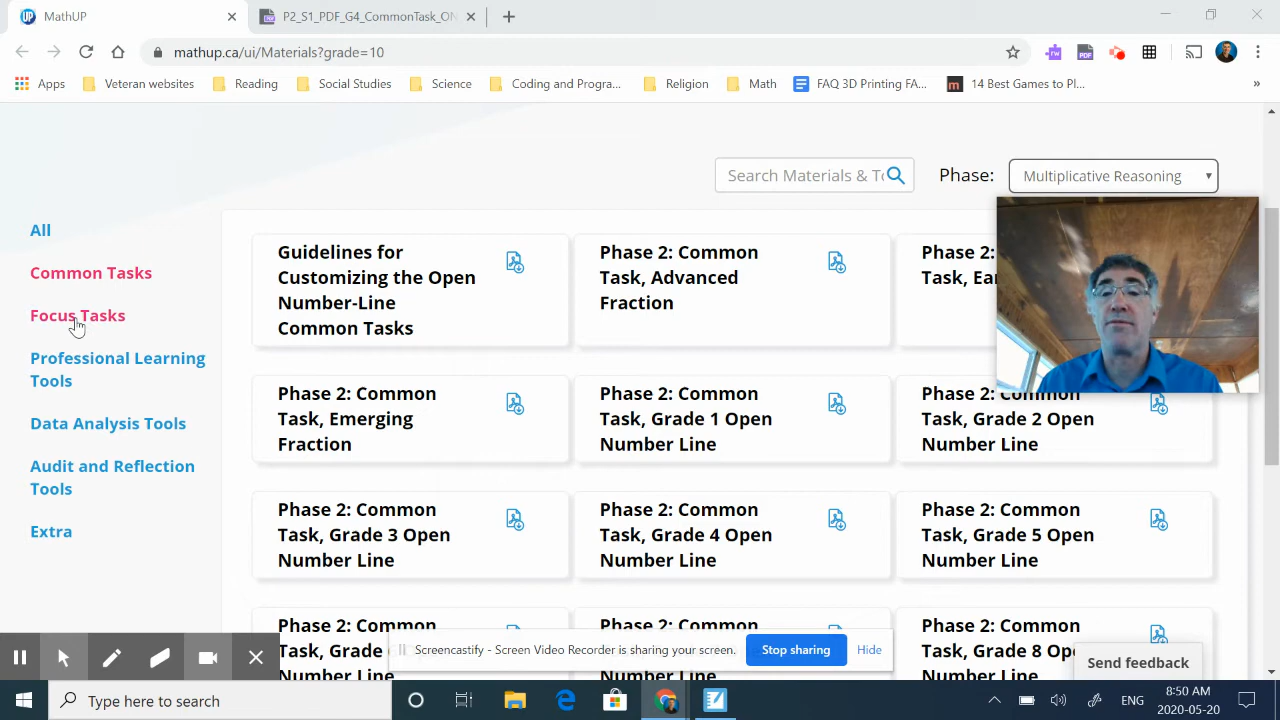 MathUP
P2_S1_PDF_G4_CommonTask_ON
mathup.ca/ui/Materials?grade=10
Apps
Veteran websites
Reading
Social Studies
Science
Coding and Progra...
Religion
Math
FAQ 3D Printing FA...
14 Best Games to Pl...
»
Search Materials & To
Phase:
Multiplicative Reasoning
All
Common Tasks
Focus Tasks
Professional Learning
Tools
Data Analysis Tools
Audit and Reflection
Tools
Extra
Guidelines for
Customizing the Open
Number-Line
Common Tasks
Phase 2: Common
Task, Advanced
Fraction
Phase 2:
Task, Ear
Phase 2: Common
Task, Emerging
Fraction
Phase 2: Common
Task, Grade 1 Open
Number Line
Phase 2: Common
Task, Grade 2 Open
Number Line
Phase 2: Common
Task, Grade 3 Open
Number Line
Phase 2: Common
Task, Grade 4 Open
Number Line
Phase 2: Common
Task, Grade 5 Open
Number Line
Phase 2: Common
Task, Grade
Number Line
Phase 2: Common
Phase 2: Common
Task, Grade 8 Op
Number Line
Screencastify - Screen Video Recorder is sharing your screen.
Stop sharing
Hide
Send feedback
Type here to search
ENG
8:50 AM
2020-05-20